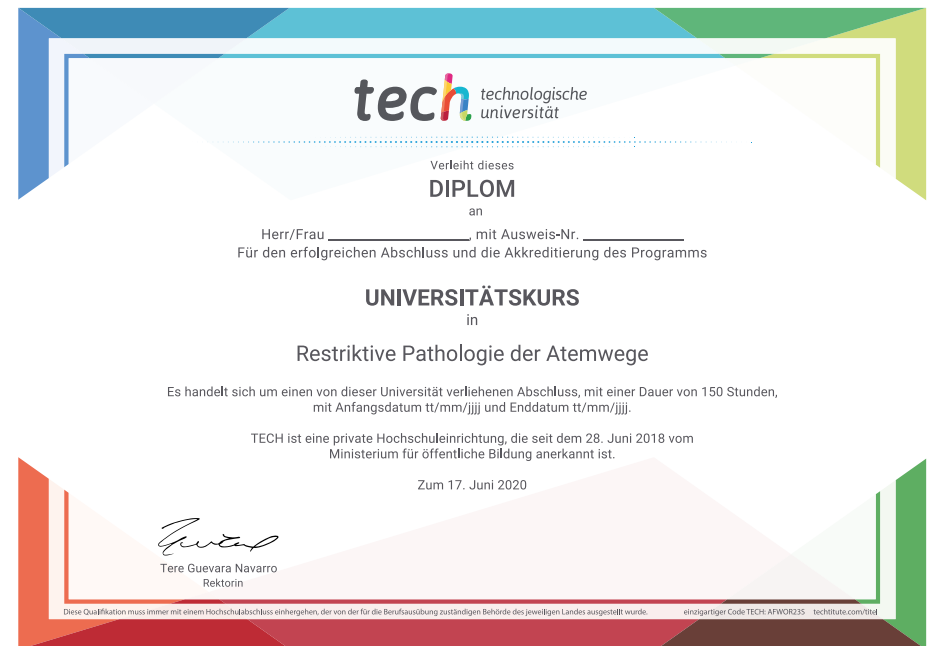 tech technologische
universität
Verleiht dieses
DIPLOM
an
Herr/Frau _______________, mit Ausweis-Nr. ___________
Für den erfolgreichen Abschluss und die Akkreditierung des Programms
UNIVERSITÄTSKURS
in
Restriktive Pathologie der Atemwege
Es handelt sich um einen von dieser Universität verliehenen Abschluss, mit einer Dauer von 150 Stunden,
mit Anfangsdatum tt/mm/jjjj und Enddatum tt/mm/jjjj.
TECH ist eine private Hochschuleinrichtung, die seit dem 28. Juni 2018 vom
Ministerium für öffentliche Bildung anerkannt ist.
Zum 17. Juni 2020
Tere Guevara Navarro
Rektorin
Diese Qualifikation muss immer mit einem Hochschulabschluss einhergehen, der von der für die Berufsausübung zuständigen Behörde des jeweiligen Landes ausgestellt wurde. einzigartiger Code TECH: AFWOR23S techtitute.com/titel